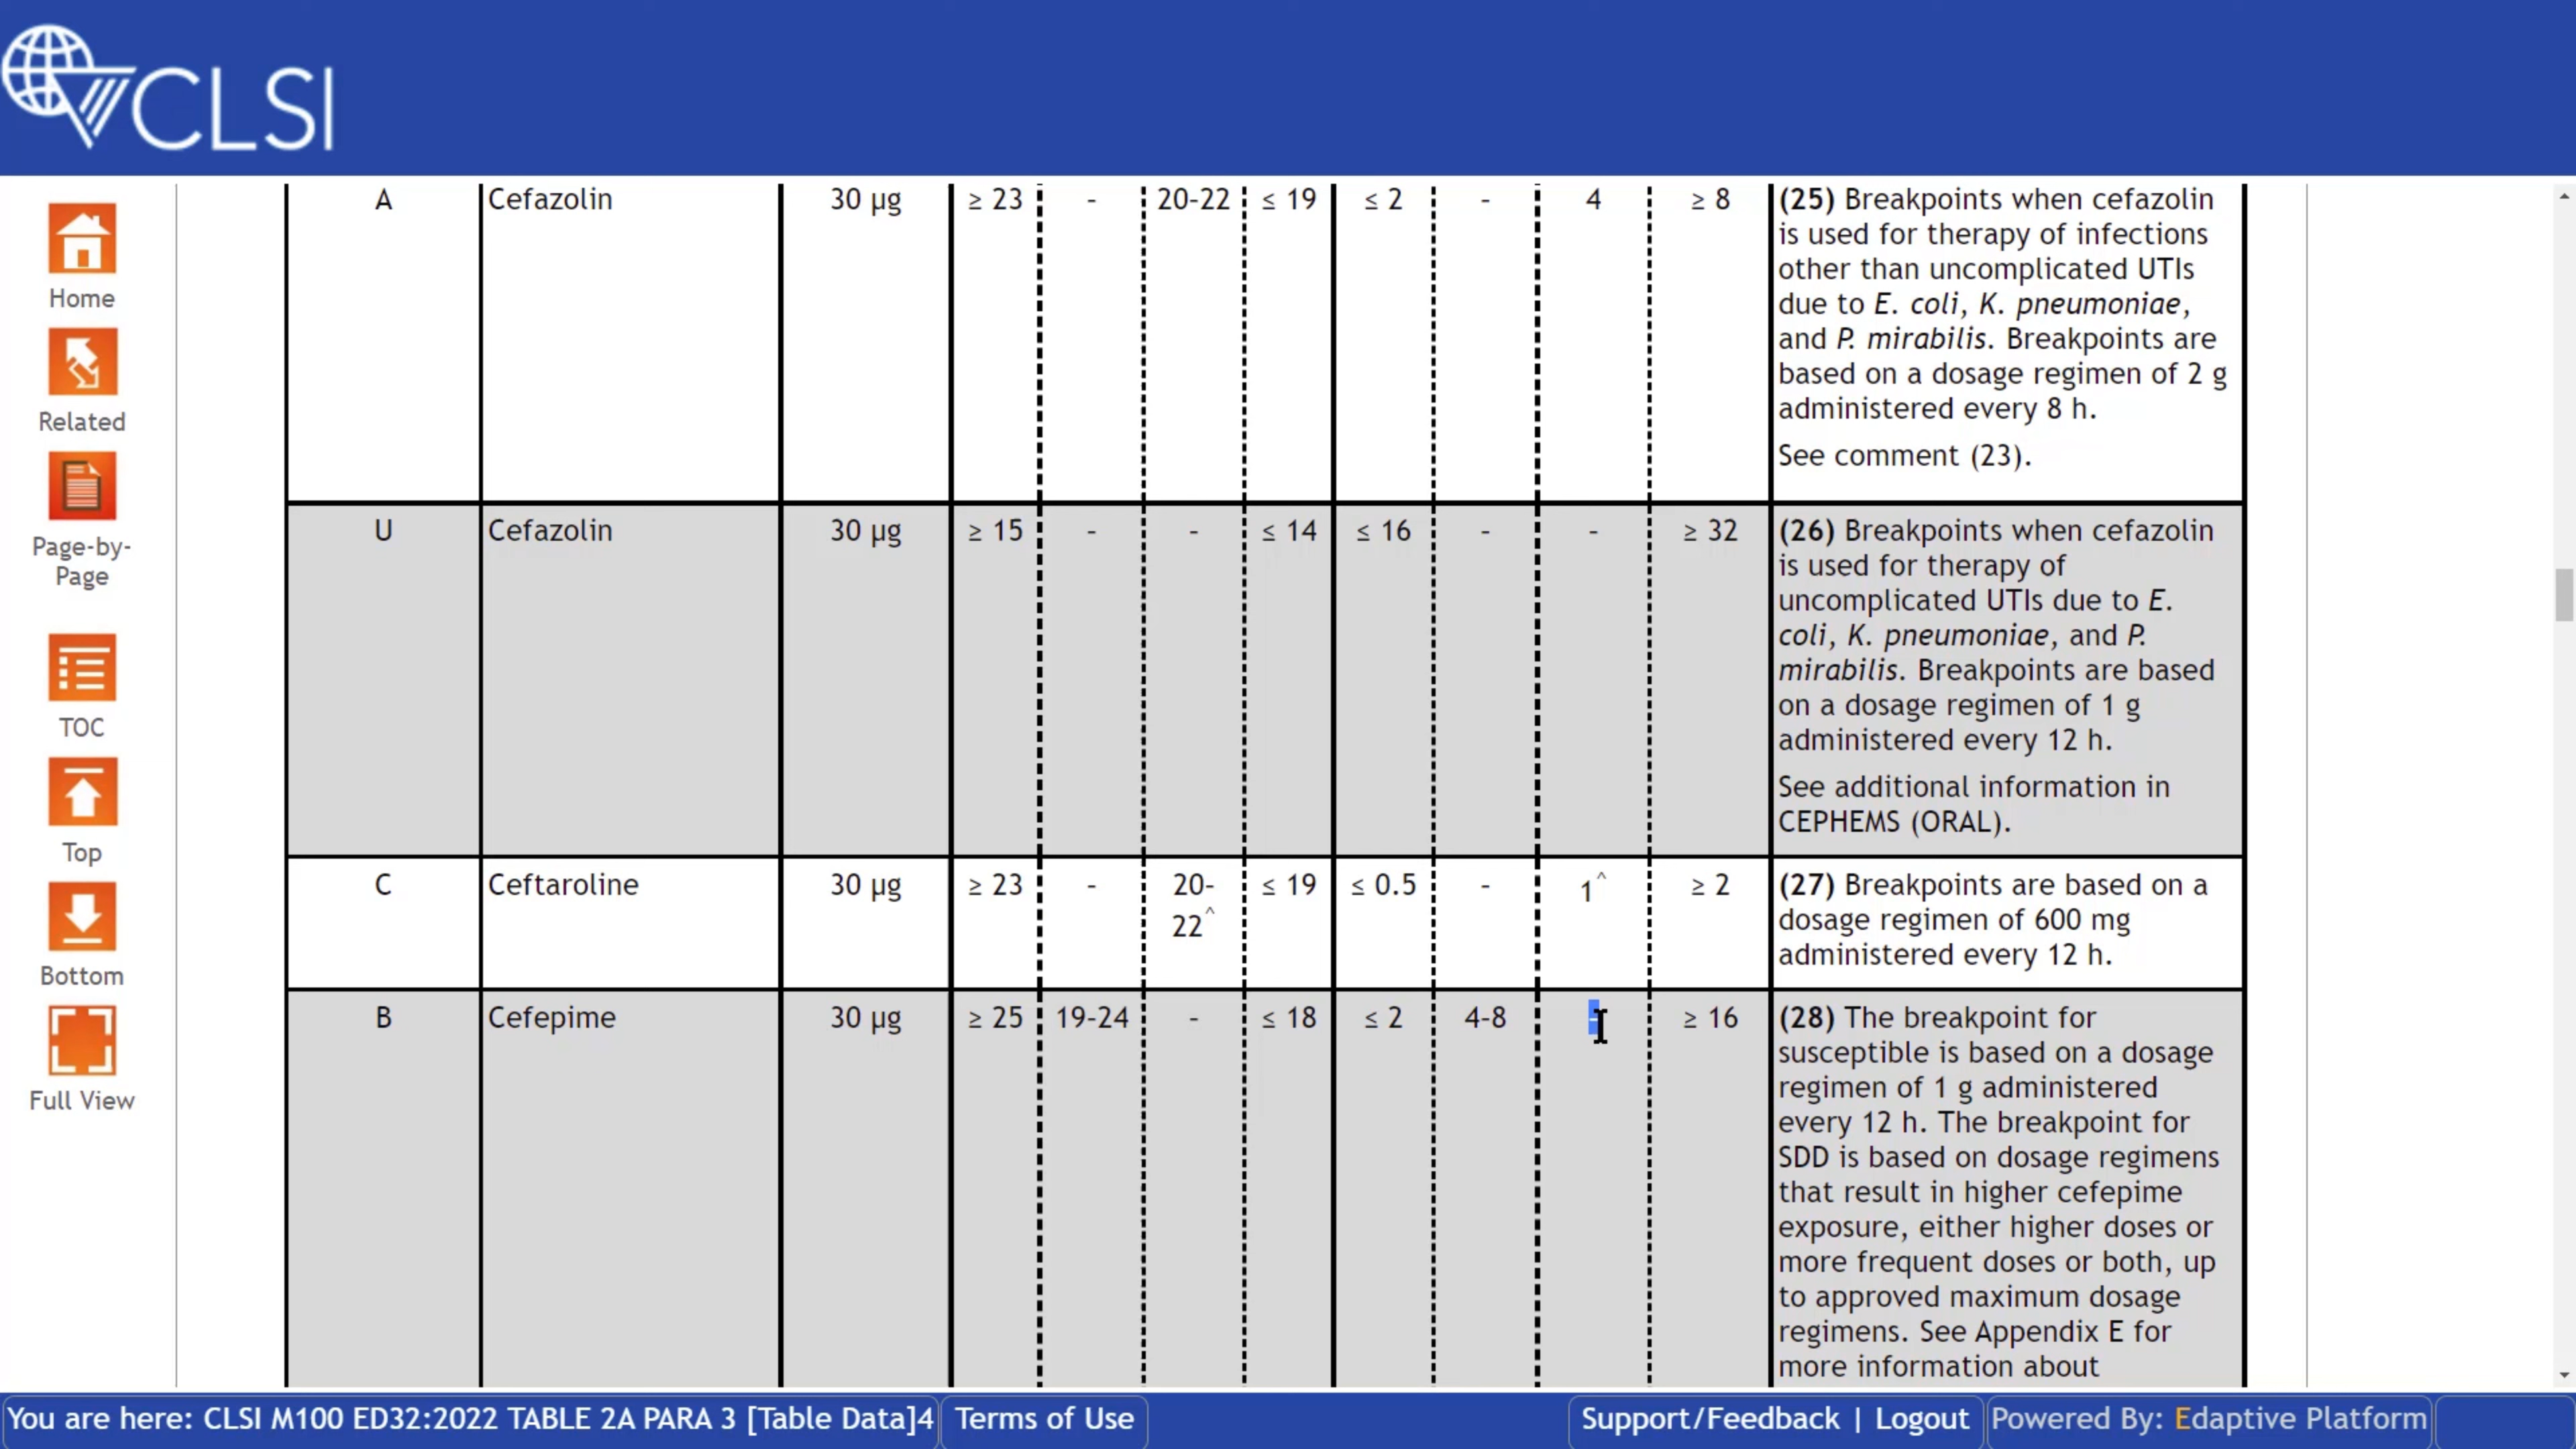 CLSI
Home
Related
Page-by-
Page
TOC
Top
Bottom
Full View
A Cefazolin 30 µg ≥ 23 - 20-22 ≤ 19 ≤ 2 - 4 ≥ 8 (25) Breakpoints when cefazolin
is used for therapy of infections
other than uncomplicated UTIs
due to E. coli, K. pneumoniae,
and P. mirabilis. Breakpoints are
based on a dosage regimen of 2 g
administered every 8 h.
See comment (23).
U Cefazolin 30 µg ≥ 15 - - ≤ 14 ≤ 16 - - ≥ 32 (26) Breakpoints when cefazolin
is used for therapy of
uncomplicated UTIs due to E.
coli, K. pneumoniae, and P.
mirabilis. Breakpoints are based
on a dosage regimen of 1 g
administered every 12 h.
See additional information in
CEPHEMS (ORAL).
C Ceftaroline 30 µg ≥ 23 - 20- ≤ 19 ≤ 0.5 - 1^ ≥ 2 (27) Breakpoints are based on a
22^ dosage regimen of 600 mg
administered every 12 h.
B Cefepime 30 µg ≥ 25 19-24 - ≤ 18 ≤ 2 4-8 - ≥ 16 (28) The breakpoint for
susceptible is based on a dosage
regimen of 1 g administered
every 12 h. The breakpoint for
SDD is based on dosage regimens
that result in higher cefepime
exposure, either higher doses or
more frequent doses or both, up
to approved maximum dosage
regimens. See Appendix E for
more information about
You are here: CLSI M100 ED32:2022 TABLE 2A PARA 3 [Table Data]4 Terms of Use Support/Feedback | Logout Powered By: Edaptive Platform